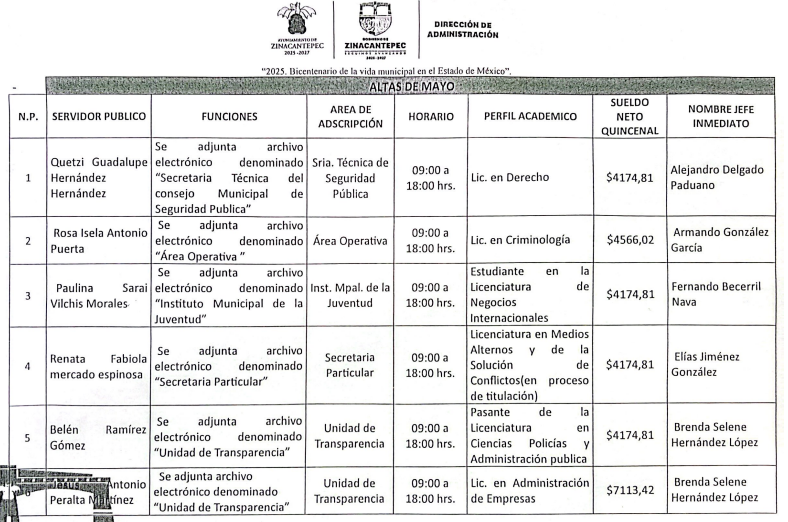 AYUNTAMIENTO DE
ZINACANTEPEC
2025 - 2027
GOBIERNO DE
ZINACANTEPEC
2025 - 2027
DIRECCIÓN DE
ADMINISTRACIÓN
"2025. Bicentenario de la vida municipal en el Estado de México".
ALTAS DE MAYO
N.P. SERVIDOR PUBLICO FUNCIONES AREA DE ADSCRIPCIÓN HORARIO PERFIL ACADEMICO SUELDO NETO QUINCENAL NOMBRE JEFE INMEDIATO
1
Quetzi Guadalupe
Hernández
Hernández
Se adjunta archivo
electrónico denominado
“Secretaria Técnica del
consejo Municipal de
Seguridad Publica”
Sria. Técnica de
Seguridad
Pública
09:00 a
18:00 hrs.
Lic. en Derecho
$4174,81
Alejandro Delgado
Paduano
2
Rosa Isela Antonio
Puerta
Se adjunta archivo
electrónico denominado
“Área Operativa ”
Área Operativa
09:00 a
18:00 hrs.
Lic. en Criminología
$4566,02
Armando González
García
3
Paulina Sarai
Vilchis Morales
Se adjunta archivo
electrónico denominado
“Instituto Municipal de la
Juventud”
Inst. Mpal. de la
Juventud
09:00 a
18:00 hrs.
Estudiante en la
Licenciatura de
Negocios
Internacionales
$4174,81
Fernando Becerril
Nava
4
Renata Fabiola
mercado espinosa
Se adjunta archivo
electrónico denominado
“Secretaria Particular”
Secretaria
Particular
09:00 a
18:00 hrs.
Licenciatura en Medios
Alternos y de la
Solución de
Conflictos(en proceso
de titulación)
$4174,81
Elías Jiménez
González
5
Belén Ramírez
Gómez
Se adjunta archivo
electrónico denominado
“Unidad de Transparencia”
Unidad de
Transparencia
09:00 a
18:00 hrs.
Pasante de la
Licenciatura en
Ciencias Policías y
Administración publica
$4174,81
Brenda Selene
Hernández López
Jesus Antonio
Peralta Martínez
Se adjunta archivo
electrónico denominado
“Unidad de Transparencia”
Unidad de
Transparencia
09:00 a
18:00 hrs.
Lic. en Administración
de Empresas
$7113,42
Brenda Selene
Hernández López